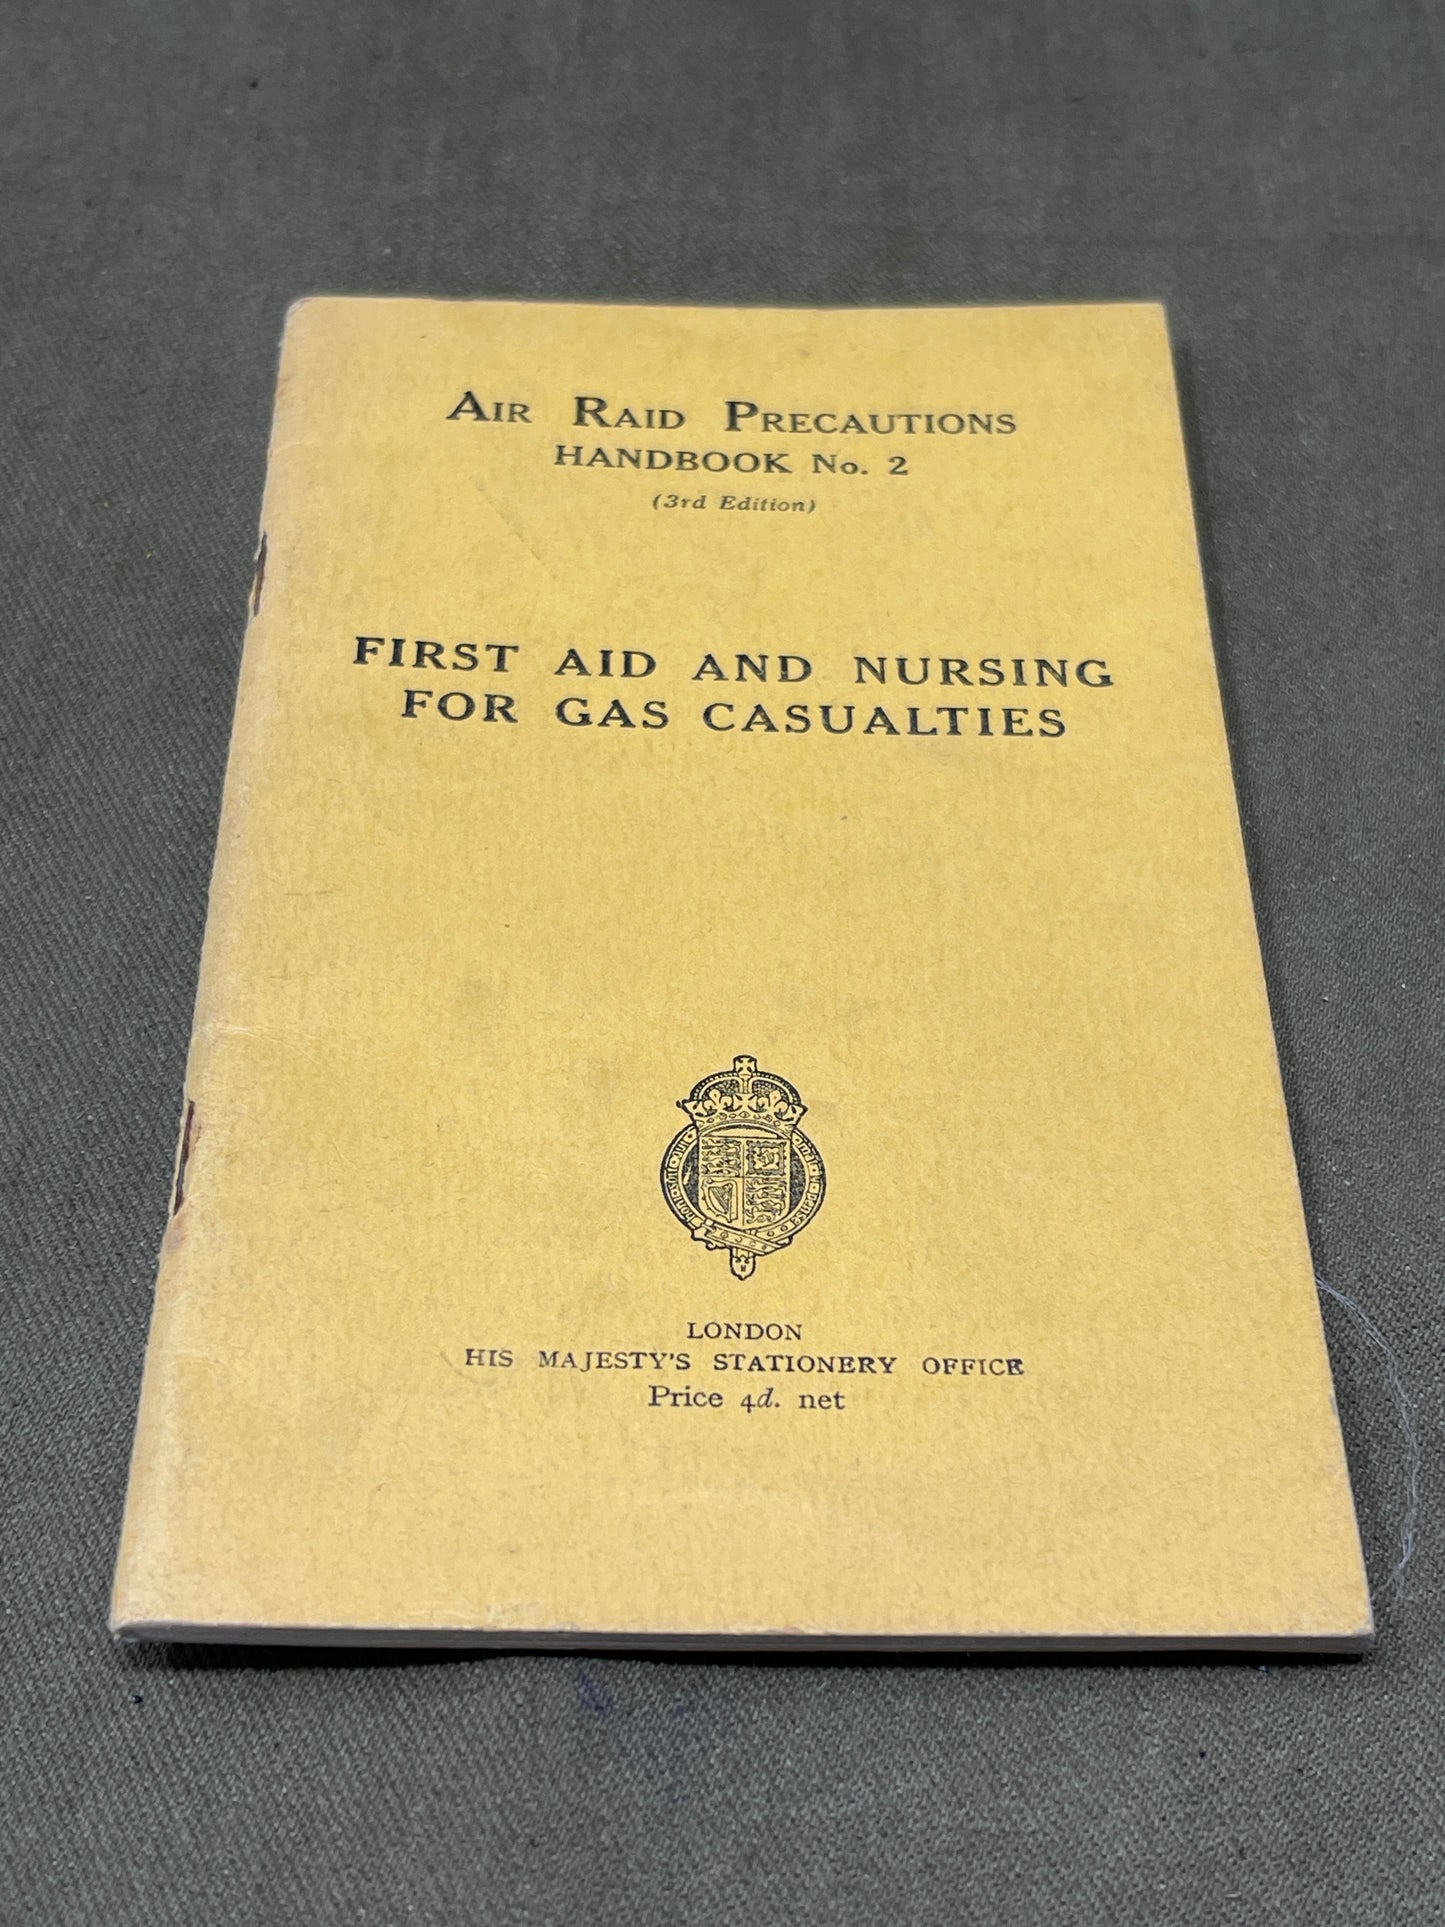 AIR RAID PRECAUTIONS
HANDBOOK No. 2
(3rd Edition)
FIRST AID AND NURSING
FOR GAS CASUALTIES
LONDON
HIS MAJESTY'S STATIONERY OFFICE
Price 4d. net